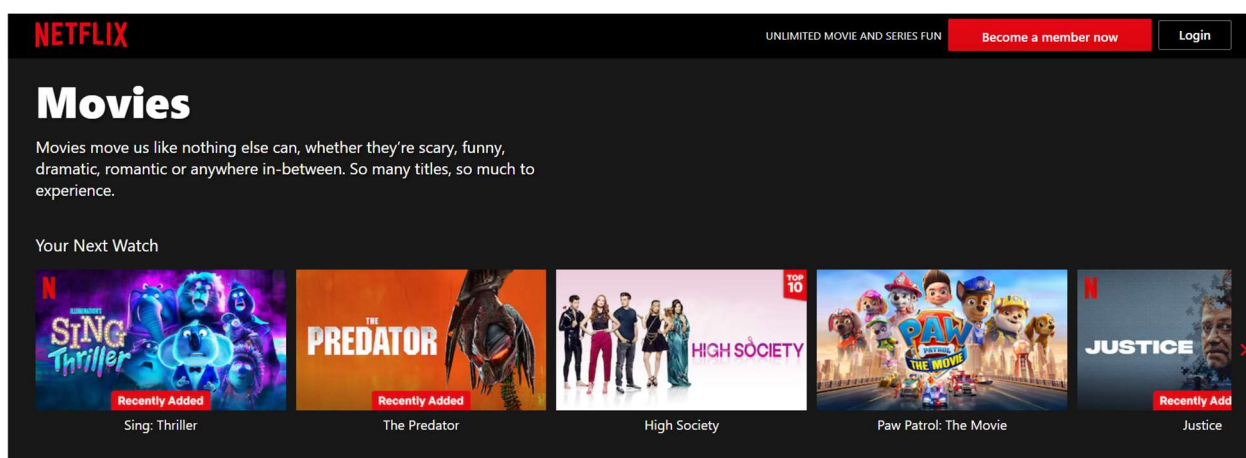 NETFLIX
UNLIMITED MOVIE AND SERIES FUN
Become a member now
Login
Movies
Movies move us like nothing else can, whether they're scary, funny,
dramatic, romantic or anywhere in-between. So many titles, so much to
experience.
Your Next Watch
N
ILLUMINATION'S
SING
Thriller
Recently Added
THE
PREDATOR
Recently Added
TOP
10
HIGH SOCIETY
PAW
PATROL
THE MOVIE
N
JUSTICE
Recently Add
Sing: Thriller
The Predator
High Society
Paw Patrol: The Movie
Justice